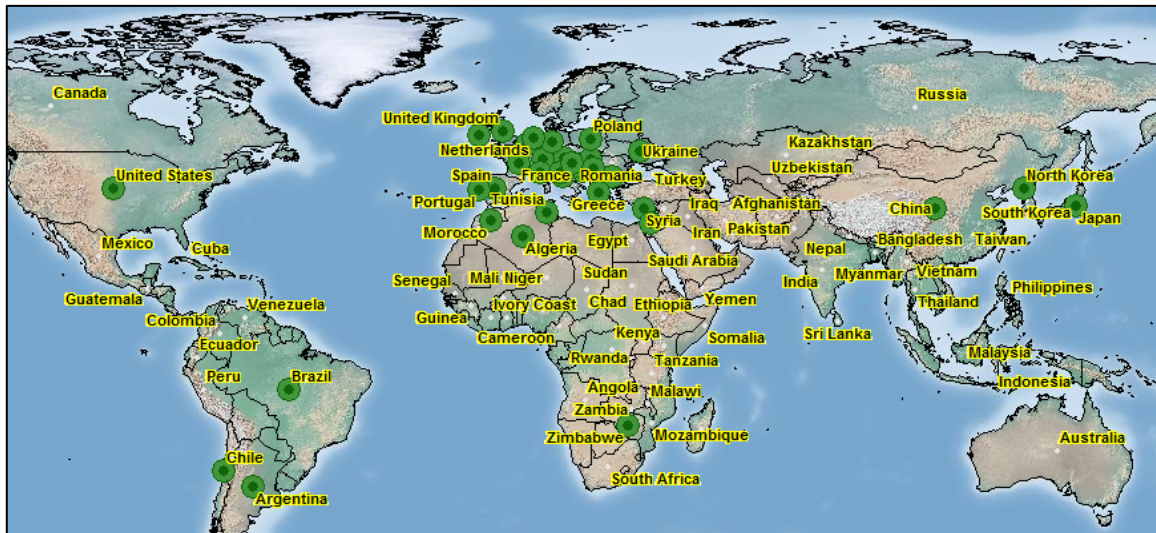 Canada
Russia
United Kingdom
Poland
Kazakhstan
Netherlands
Ukraine
Uzbekistan
United States
Spain
France
Romania
Turkey
North Korea
Portugal
Tunisia
Greece
Syria
Iraq
Afghanistan
China
South Korea
Japan
Morocco
Algeria
Egypt
Iran
Pakistan
Bangladesh
Taiwan
México
Cuba
Saudi Arabia
Nepal
Senegal
Mali
Niger
Sudan
India
Myanmar
Vietnam
Philippines
Guatemala
Venezuela
Guinea
Ivory Coast
Chad
Ethiopia
Yemen
Thailand
Colombia
Cameroon
Kenya
Somalia
Sri Lanka
Ecuador
Rwanda
Tanzania
Malaysia
Peru
Brazil
Angola
Malawi
Indonesia
Zambia
Zimbabwe
Mozambique
Australia
Chile
South Africa
Argentina